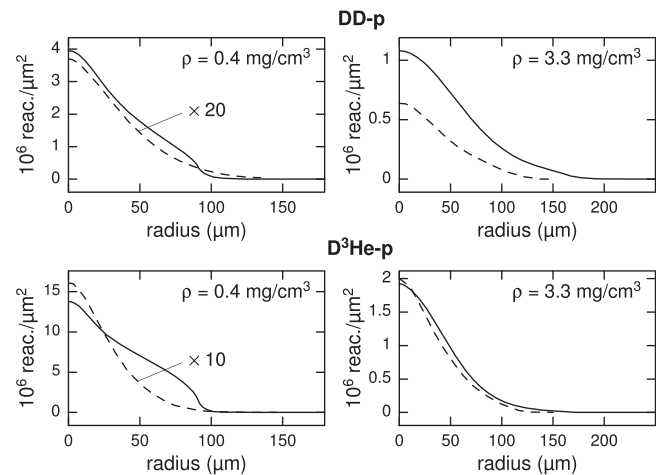 DD-p
ρ = 0.4 mg/cm³
× 20
10⁶ reac./µm²
4
3
2
1
0
0 50 100 150
radius (µm)
ρ = 3.3 mg/cm³
10⁶ reac./µm²
1
0.5
0
0 50 100 150 200
radius (µm)
D³He-p
ρ = 0.4 mg/cm³
× 10
10⁶ reac./µm²
15
10
5
0
0 50 100 150
radius (µm)
ρ = 3.3 mg/cm³
10⁶ reac./µm²
2
1.5
1
0.5
0
0 50 100 150 200
radius (µm)